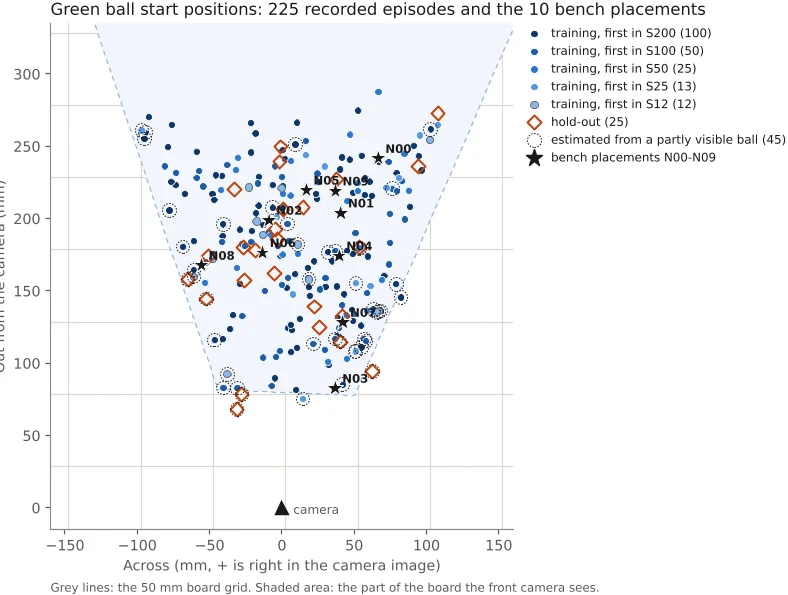 Green ball start positions: 225 recorded episodes and the 10 bench placements
training, first in S200 (100)
training, first in S100 (50)
training, first in S50 (25)
training, first in S25 (13)
training, first in S12 (12)
hold-out (25)
estimated from a partly visible ball (45)
bench placements N00-N09
300
250
200
150
100
50
0
Out from the camera (mm)
N00
N05
N09
N01
N02
N06
N04
N08
N07
N03
camera
−150
−100
−50
0
50
100
150
Across (mm, + is right in the camera image)
Grey lines: the 50 mm board grid. Shaded area: the part of the board the front camera sees.